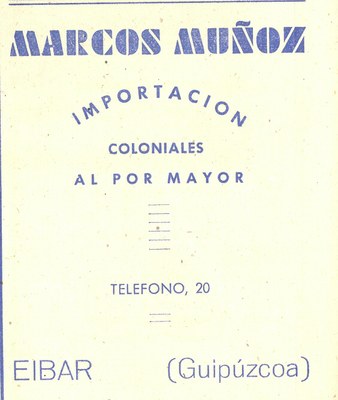 MARCOS MUÑOZ
IMPORTACION
COLONIALES
AL POR MAYOR
TELEFONO, 20
EIBAR (Guipúzcoa)